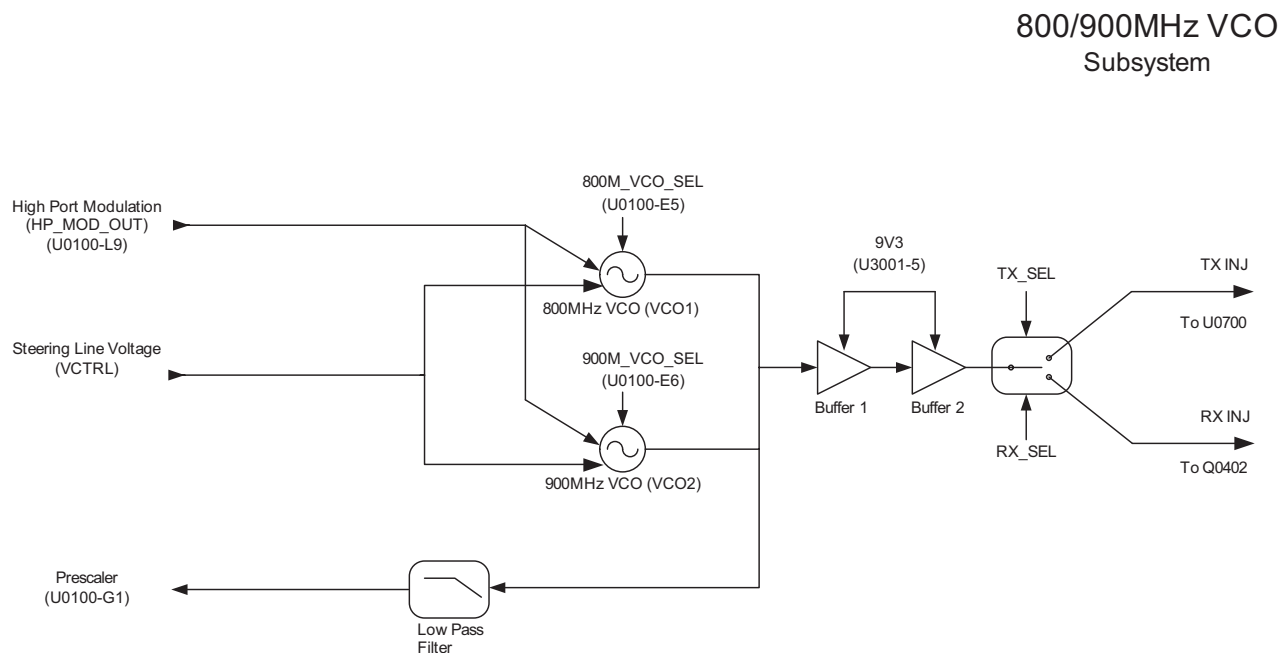 800/900MHz VCO
Subsystem
800M_VCO_SEL
(U0100-E5)
High Port Modulation
(HP_MOD_OUT)
(U0100-L9)
9V3
(U3001-5)
TX_SEL
TX INJ
800MHz VCO (VCO1)
To U0700
Steering Line Voltage
(VCTRL)
900M_VCO_SEL
(U0100-E6)
Buffer 1
Buffer 2
RX INJ
RX_SEL
To Q0402
900MHz VCO (VCO2)
Prescaler
(U0100-G1)
Low Pass
Filter